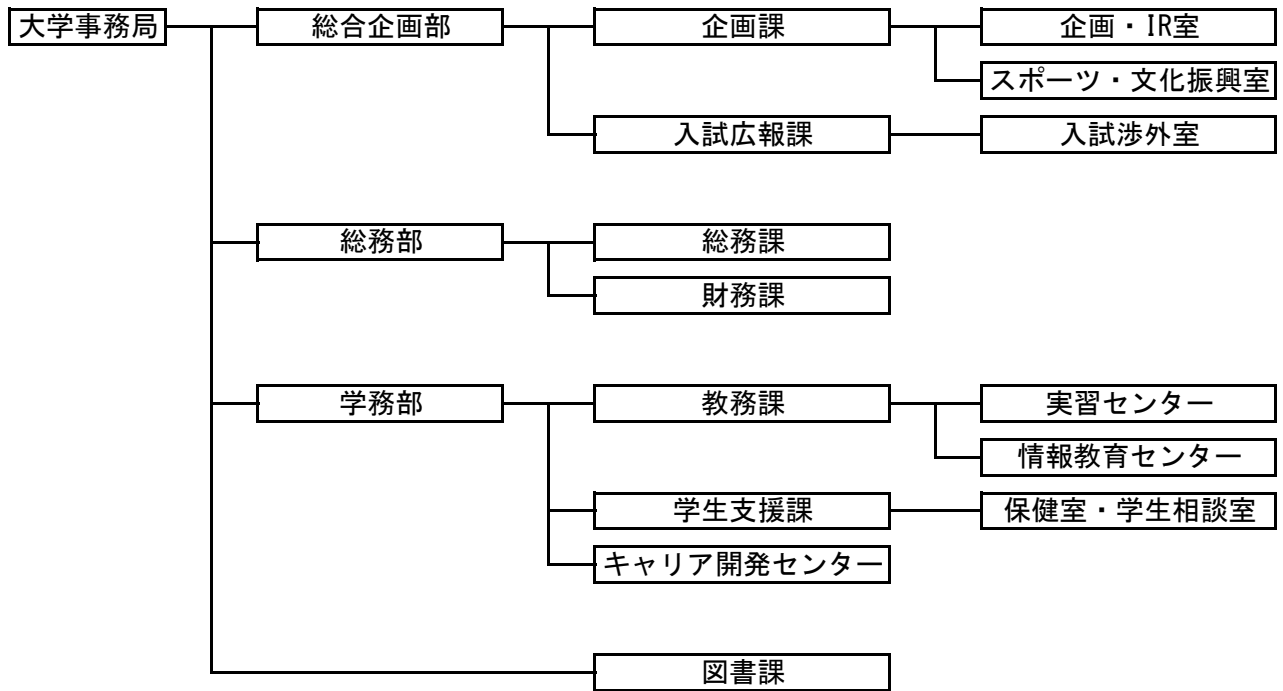 大学事務局
総合企画部
企画課
企画・IR室
スポーツ・文化振興室
入試広報課
入試渉外室
総務部
総務課
財務課
学務部
教務課
実習センター
情報教育センター
学生支援課
保健室・学生相談室
キャリア開発センター
図書課